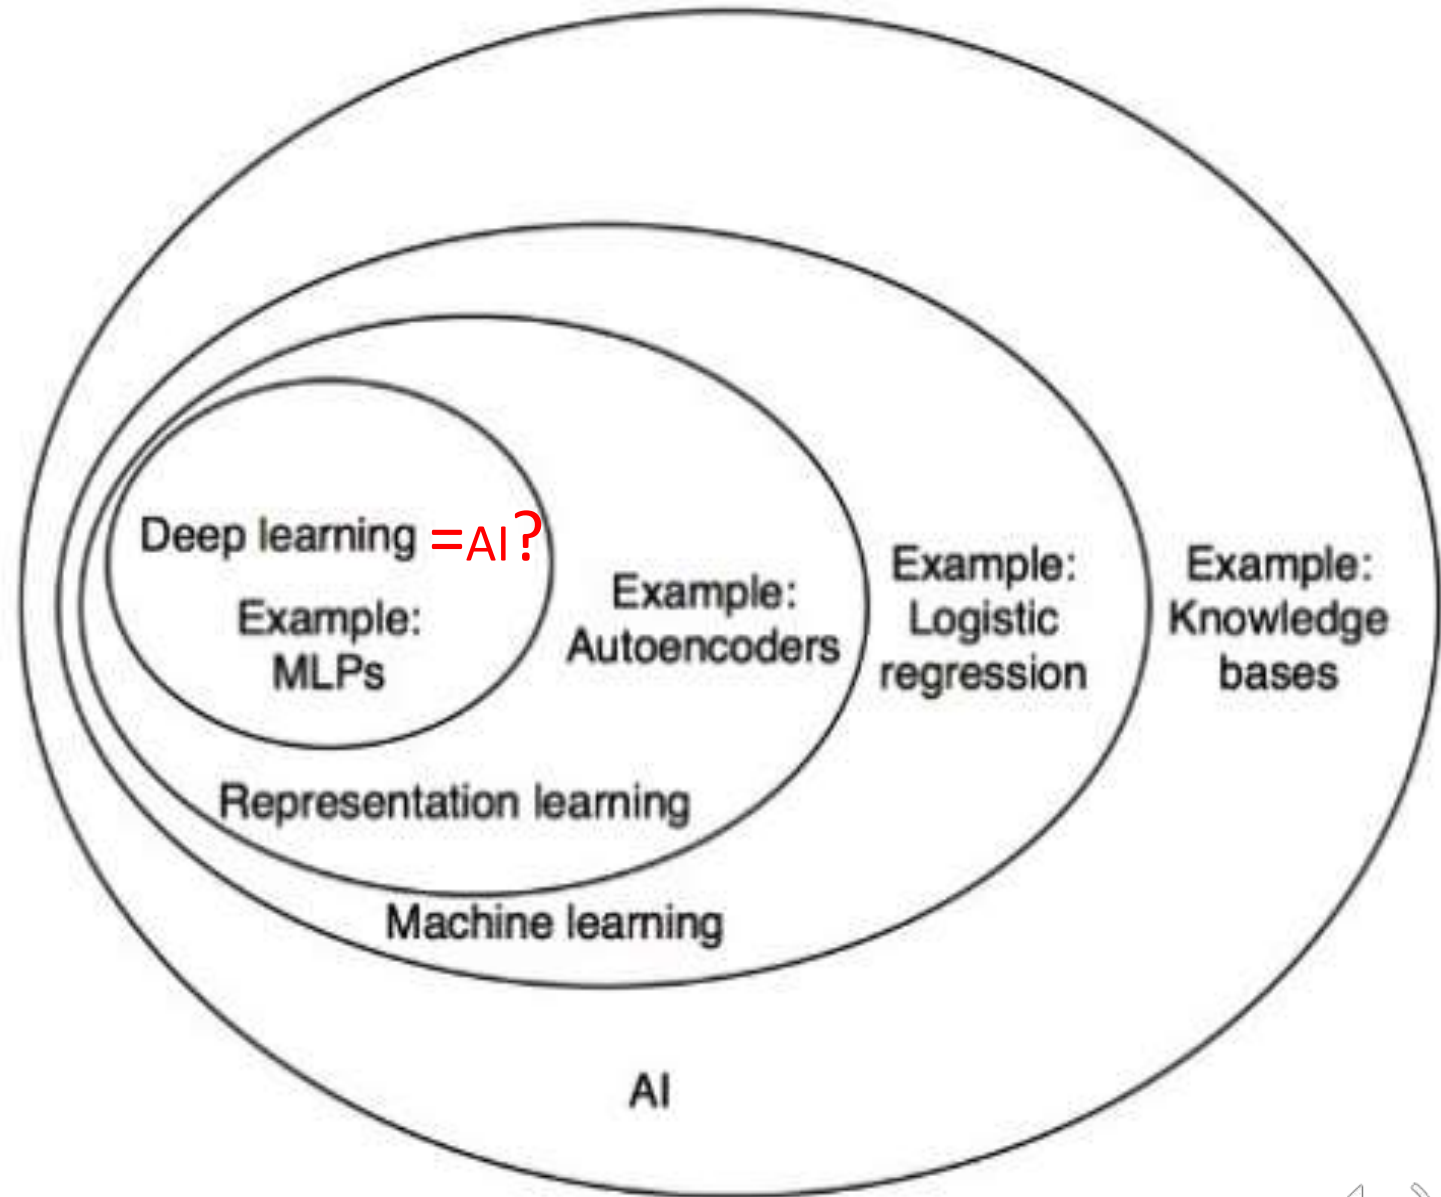 Deep learning =AI?
Example:
MLPs
Example:
Autoencoders
Example:
Logistic
regression
Example:
Knowledge
bases
Representation learning
Machine learning
AI